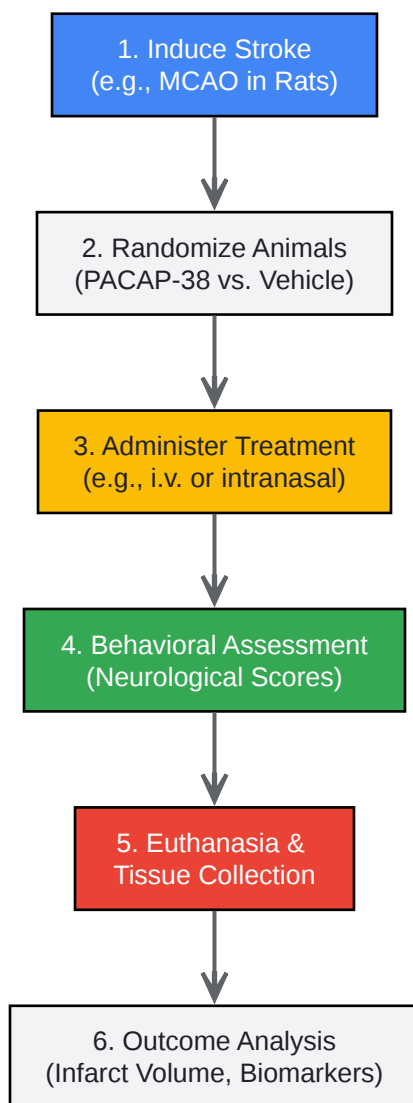 1. Induce Stroke
(e.g., MCAO in Rats)
2. Randomize Animals
(PACAP-38 vs. Vehicle)
3. Administer Treatment
(e.g., i.v. or intranasal)
4. Behavioral Assessment
(Neurological Scores)
5. Euthanasia &
Tissue Collection
6. Outcome Analysis
(Infarct Volume, Biomarkers)